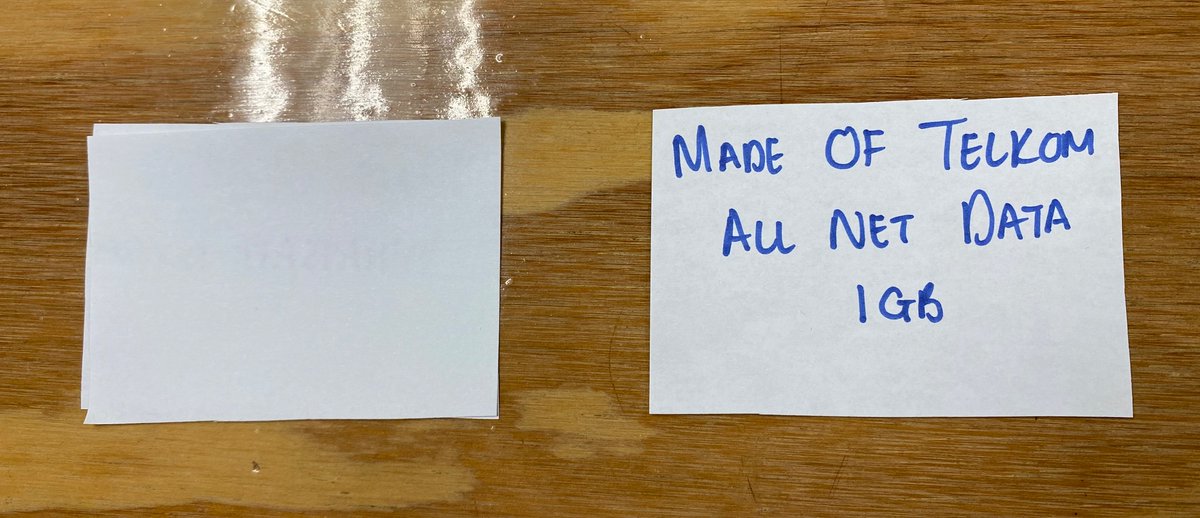 MADE OF TELKOM
ALL NET DATA
1GB